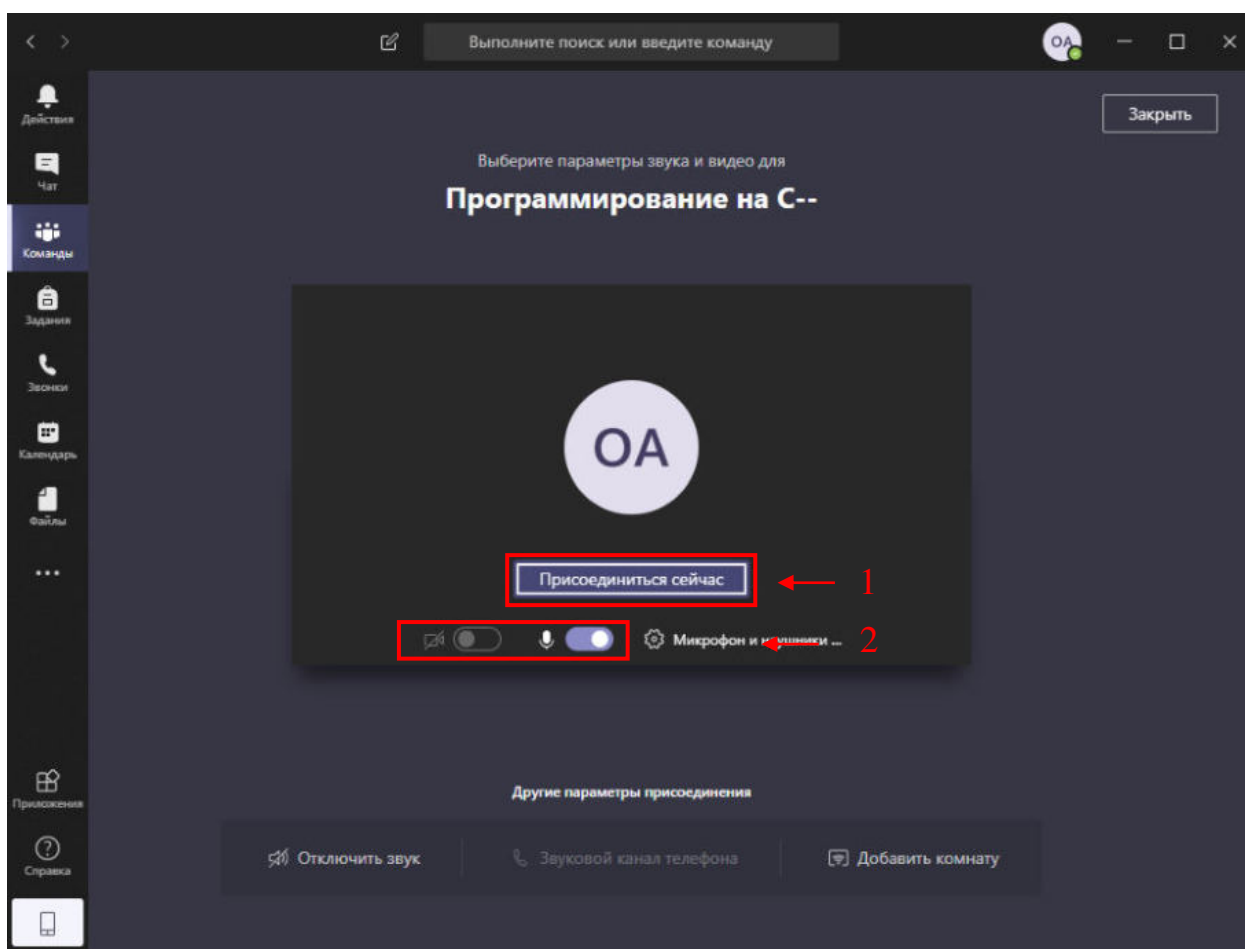 Выполните поиск или введите команду
OA
Действия
Закрыть
Чат
Выберите параметры звука и видео для
Программирование на C--
Команды
Задания
Звонки
Календарь
Файлы
OA
Присоединиться сейчас
1
Микрофон и наушники ...
2
Другие параметры присоединения
Приложения
Отключить звук
Звуковой канал телефона
Добавить комнату
Справка